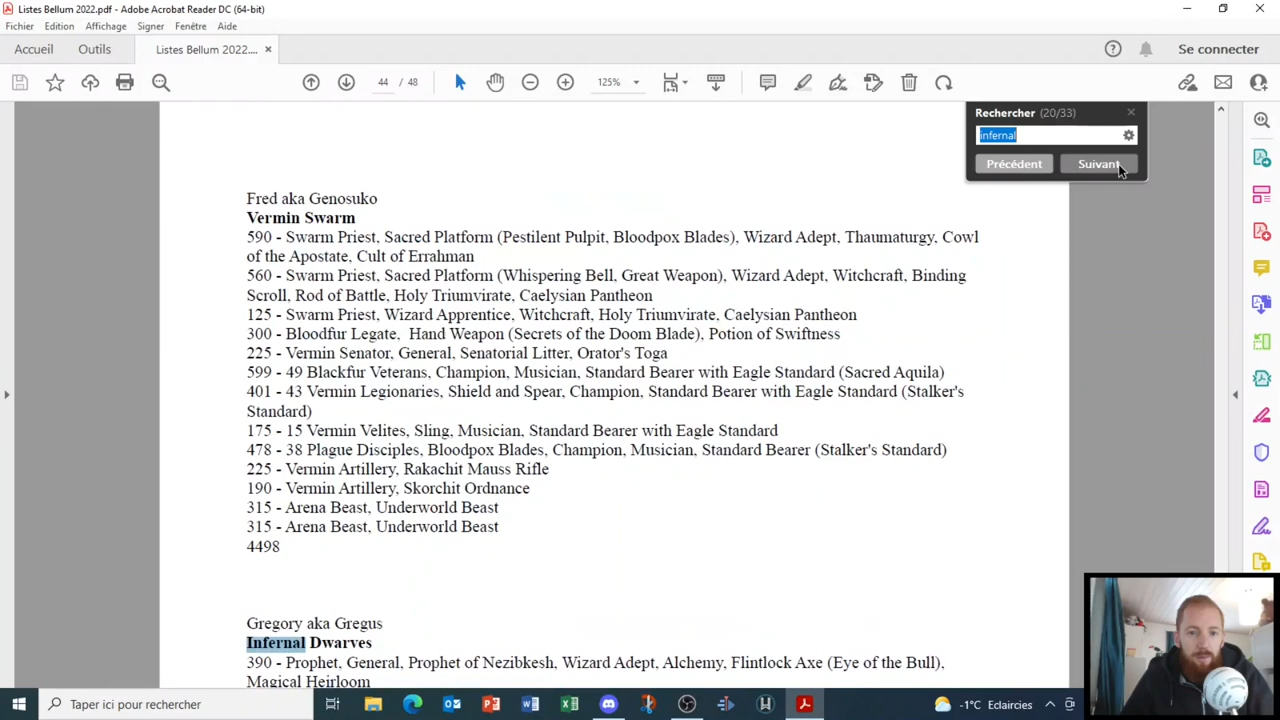 Listes Bellum 2022.pdf - Adobe Acrobat Reader DC (64-bit)
Fichier Edition Affichage Signer Fenêtre Aide
Accueil Outils Listes Bellum 2022.... × Se connecter
44 / 48 125%
Rechercher (20/33)
infernal
Précédent Suivant
Fred aka Genosuko
Vermin Swarm
590 - Swarm Priest, Sacred Platform (Pestilent Pulpit, Bloodpox Blades), Wizard Adept, Thaumaturgy, Cowl
of the Apostate, Cult of Errahman
560 - Swarm Priest, Sacred Platform (Whispering Bell, Great Weapon), Wizard Adept, Witchcraft, Binding
Scroll, Rod of Battle, Holy Triumvirate, Caelysian Pantheon
125 - Swarm Priest, Wizard Apprentice, Witchcraft, Holy Triumvirate, Caelysian Pantheon
300 - Bloodfur Legate, Hand Weapon (Secrets of the Doom Blade), Potion of Swiftness
225 - Vermin Senator, General, Senatorial Litter, Orator's Toga
599 - 49 Blackfur Veterans, Champion, Musician, Standard Bearer with Eagle Standard (Sacred Aquila)
401 - 43 Vermin Legionaries, Shield and Spear, Champion, Standard Bearer with Eagle Standard (Stalker's
Standard)
175 - 15 Vermin Velites, Sling, Musician, Standard Bearer with Eagle Standard
478 - 38 Plague Disciples, Bloodpox Blades, Champion, Musician, Standard Bearer (Stalker's Standard)
225 - Vermin Artillery, Rakachit Mauss Rifle
190 - Vermin Artillery, Skorchit Ordnance
315 - Arena Beast, Underworld Beast
315 - Arena Beast, Underworld Beast
4498
Gregory aka Gregus
Infernal Dwarves
390 - Prophet, General, Prophet of Nezibkesh, Wizard Adept, Alchemy, Flintlock Axe (Eye of the Bull),
Magical Heirloom
Taper ici pour rechercher -1°C Eclaircies